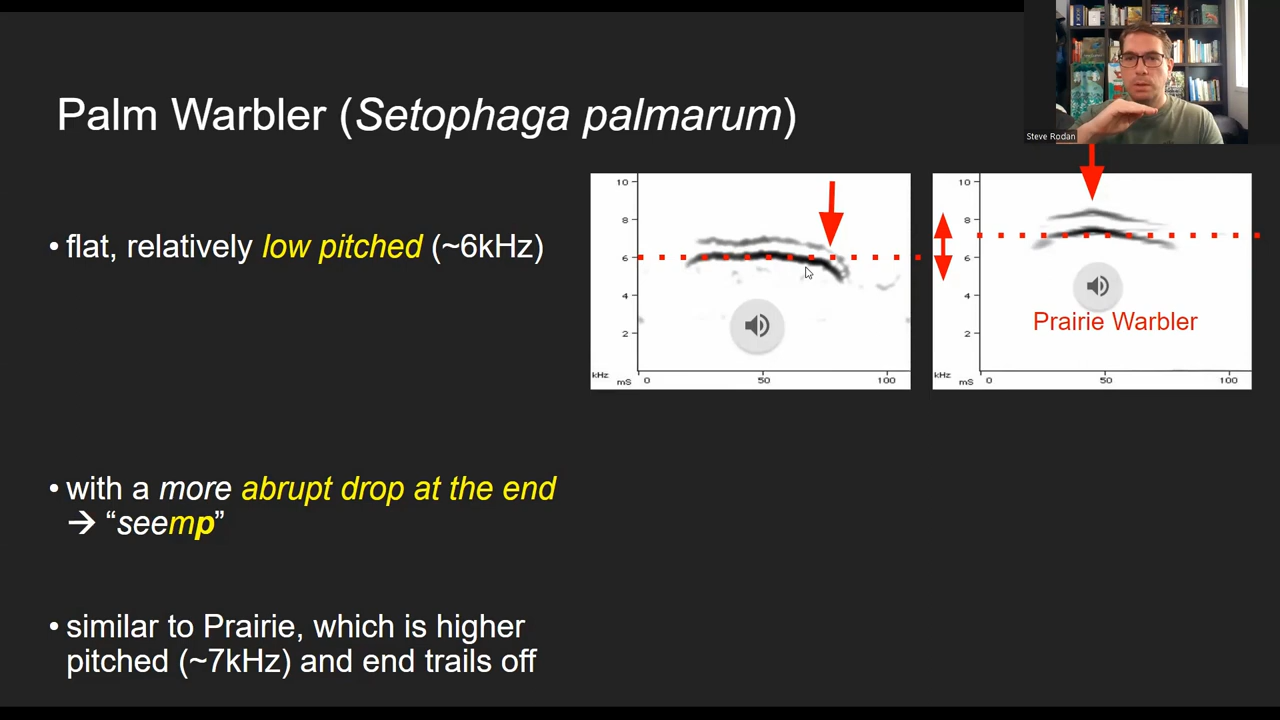 Palm Warbler (Setophaga palmarum)
Steve Rodan
• flat, relatively low pitched (~6kHz)
10
8
6
4
2
kHz
mS
0
50
100
10
8
6
4
2
kHz
mS
0
50
100
Prairie Warbler
• with a more abrupt drop at the end
→ “seemp”
• similar to Prairie, which is higher
pitched (~7kHz) and end trails off